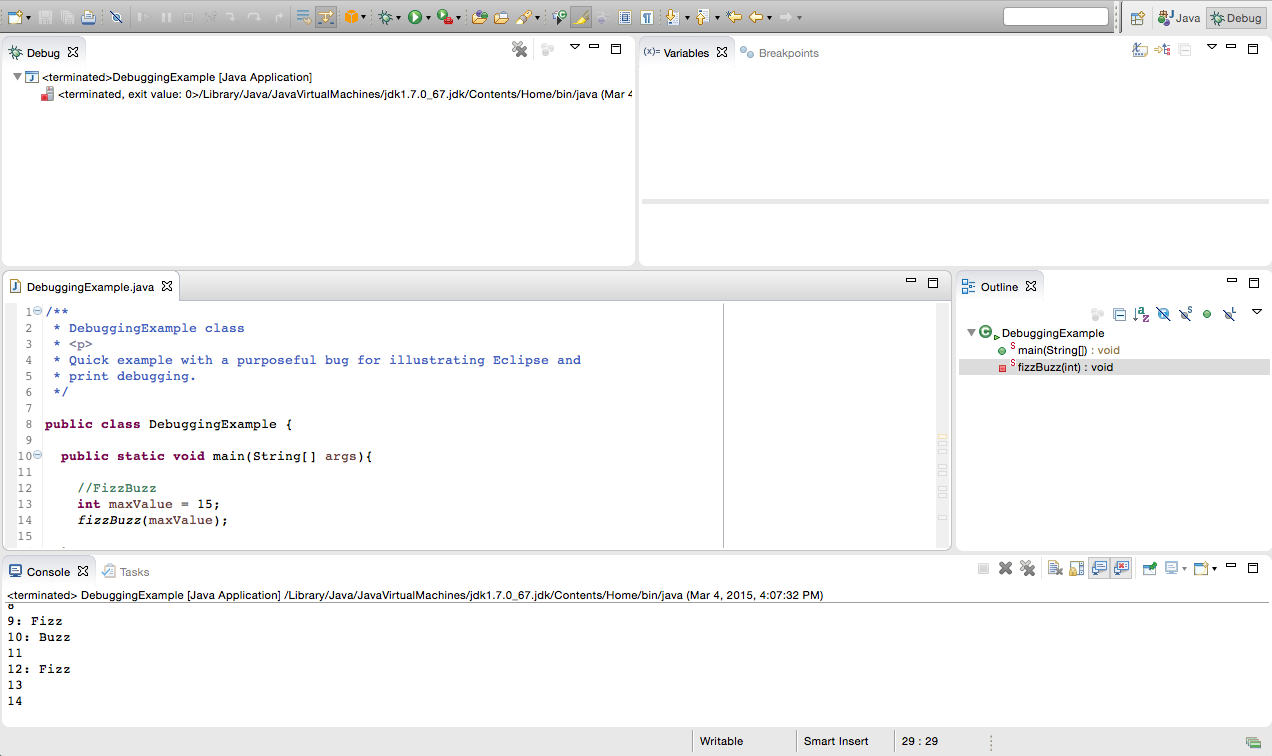 Java
Debug
Debug
<terminated>DebuggingExample [Java Application]
<terminated, exit value: 0>/Library/Java/JavaVirtualMachines/jdk1.7.0_67.jdk/Contents/Home/bin/java (Mar 4
(x)= Variables
Breakpoints
DebuggingExample.java
1 /**
2 * DebuggingExample class
3 * <p>
4 * Quick example with a purposeful bug for illustrating Eclipse and
5 * print debugging.
6 */
7
8 public class DebuggingExample {
9
10 public static void main(String[] args){
11
12 //FizzBuzz
13 int maxValue = 15;
14 fizzBuzz(maxValue);
15
Outline
DebuggingExample
main(String[]) : void
fizzBuzz(int) : void
Console
Tasks
<terminated> DebuggingExample [Java Application] /Library/Java/JavaVirtualMachines/jdk1.7.0_67.jdk/Contents/Home/bin/java (Mar 4, 2015, 4:07:32 PM)
8
9: Fizz
10: Buzz
11
12: Fizz
13
14
Writable
Smart Insert
29 : 29